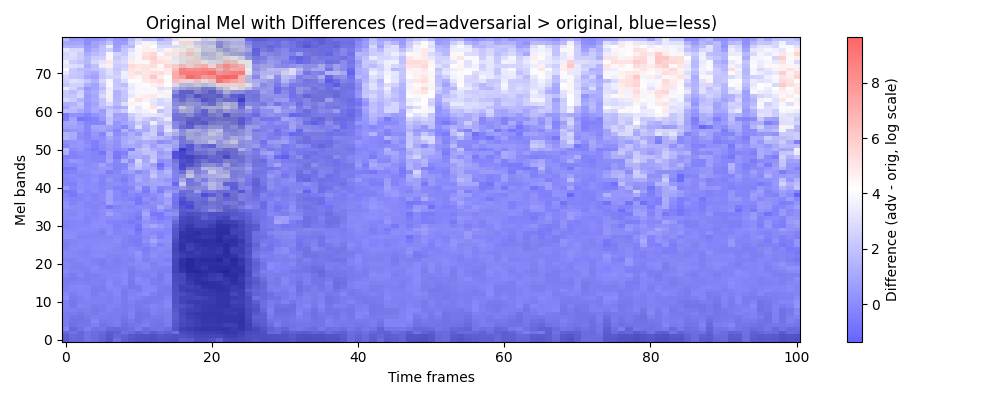 Original Mel with Differences (red=adversarial > original, blue=less)
Mel bands
70
60
50
40
30
20
10
0
0 20 40 60 80 100
Time frames
8
6
4
2
0
Difference (adv - orig, log scale)